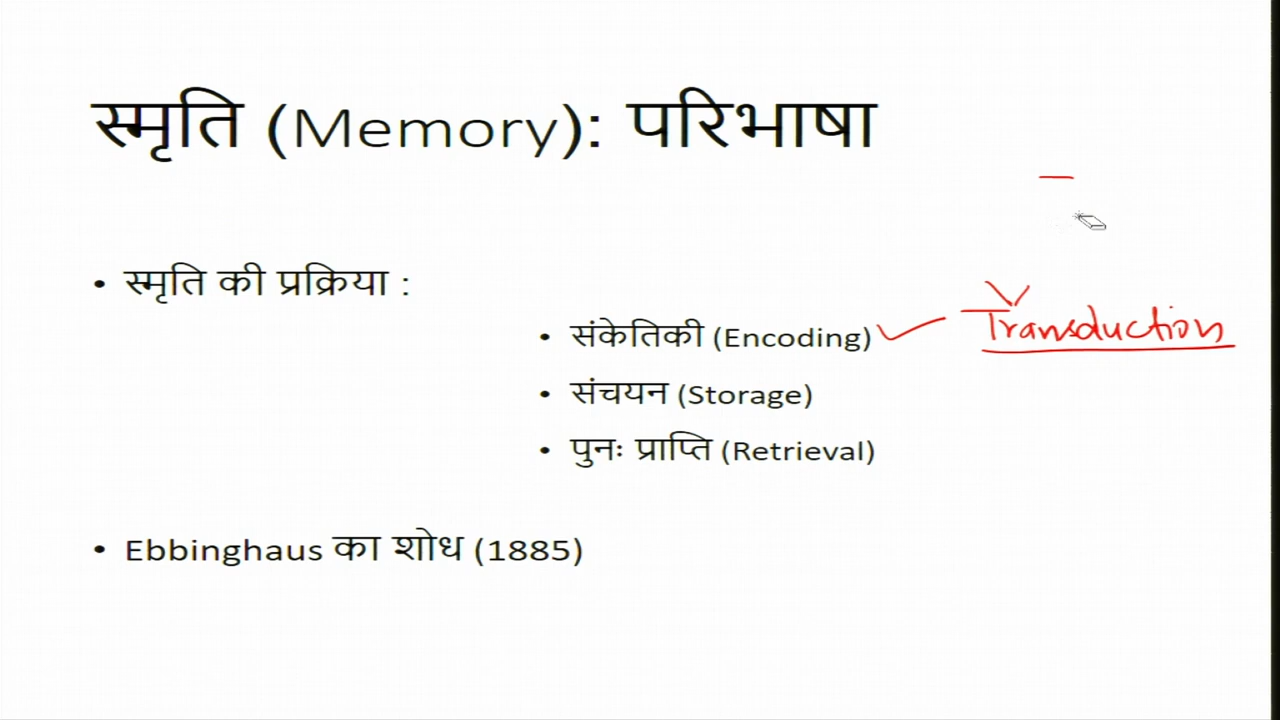 स्मृति (Memory): परिभाषा
• स्मृति की प्रक्रिया :
• संकेतिकी (Encoding) Transduction
• संचयन (Storage)
• पुनः प्राप्ति (Retrieval)
• Ebbinghaus का शोध (1885)